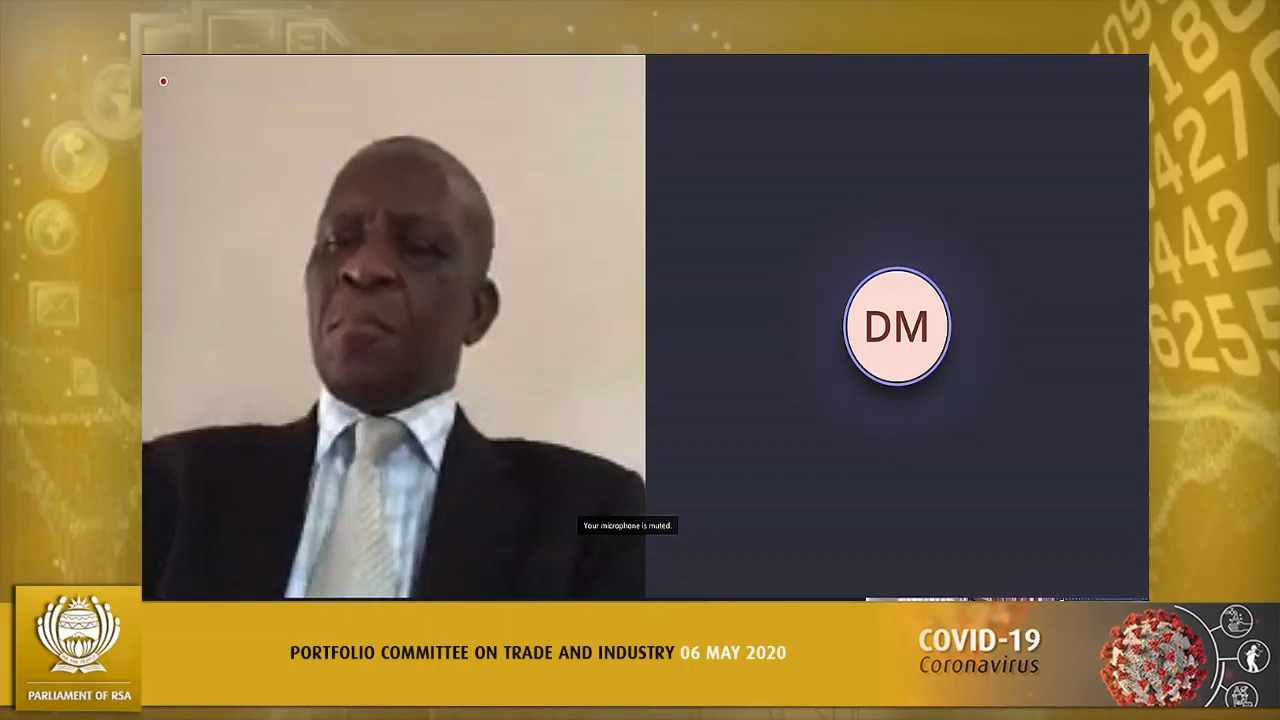 DM
Your microphone is muted.
PORTFOLIO COMMITTEE ON TRADE AND INDUSTRY 06 MAY 2020
COVID-19
Coronavirus
PARLIAMENT OF RSA